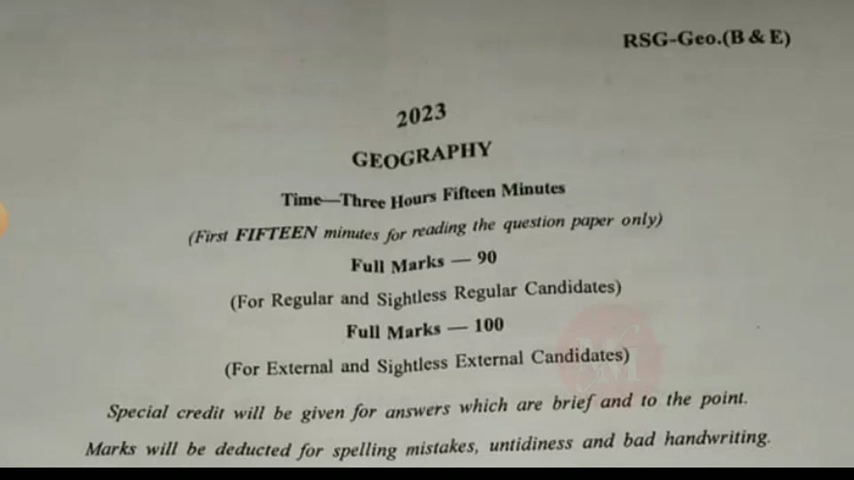 RSG-Geo.(B & E)
2023
GEOGRAPHY
Time—Three Hours Fifteen Minutes
(First FIFTEEN minutes for reading the question paper only)
Full Marks — 90
(For Regular and Sightless Regular Candidates)
Full Marks — 100
(For External and Sightless External Candidates)
Special credit will be given for answers which are brief and to the point.
Marks will be deducted for spelling mistakes, untidiness and bad handwriting.